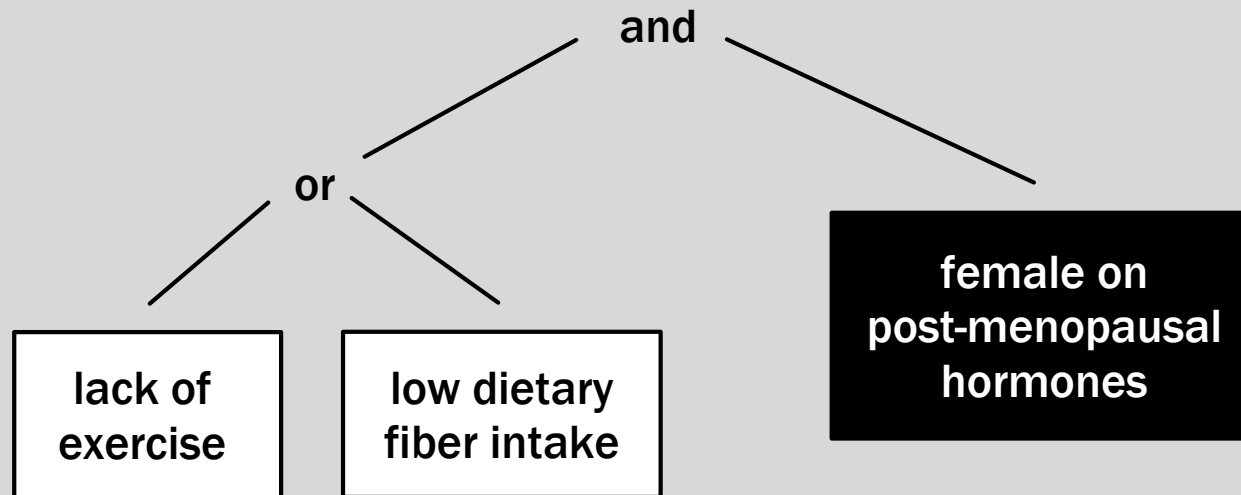 and
or
lack of
exercise
low dietary
fiber intake
female on
post-menopausal
hormones